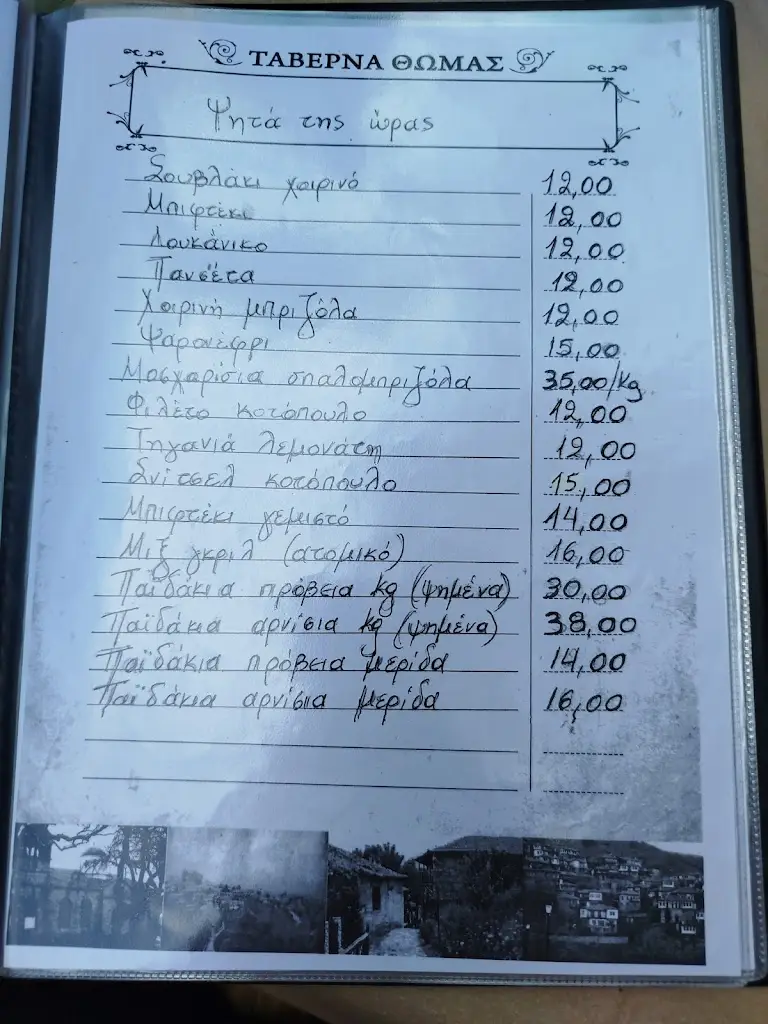 ΤΑΒΕΡΝΑ ΘΩΜΑΣ
Ψητά της ώρας
Σουβλάκι χοιρινό 12,00
Μπιφτέκι 12,00
Λουκάνικο 12,00
Πανσέτα 12,00
Χοιρινή μπριζόλα 12,00
Ψαρονέφρι 15,00
Μοσχαρίσια σπαλομπριζόλα 35,00/kg
Φιλέτο κοτόπουλο 12,00
Τηγανιά λεμονάτη 12,00
Σνίτσελ κοτόπουλο 15,00
Μπιφτέκι γεμιστό 14,00
Μιξ γκριλ (ατομικό) 16,00
Παϊδάκια πρόβεια kg (ψημένα) 30,00
Παϊδάκια αρνίσια kg (ψημένα) 38,00
Παϊδάκια πρόβεια μερίδα 14,00
Παϊδάκια αρνίσια μερίδα 16,00